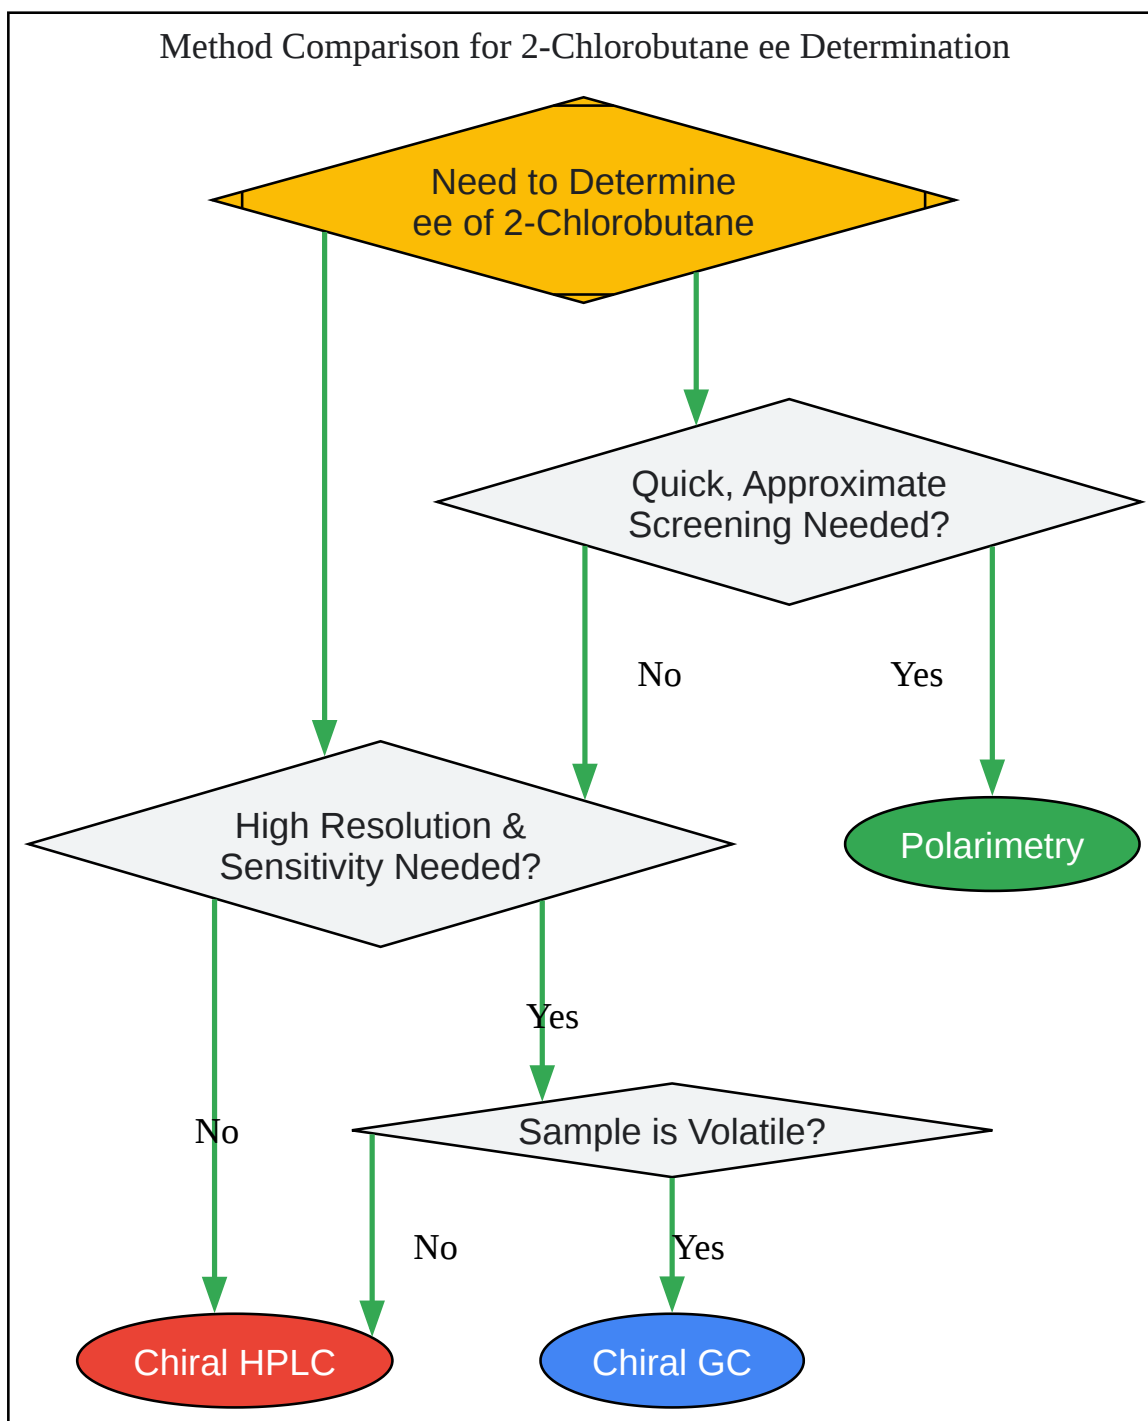 Method Comparison for 2-Chlorobutane ee Determination
Need to Determine
ee of 2-Chlorobutane
Quick, Approximate
Screening Needed?
No
Yes
High Resolution &
Sensitivity Needed?
Polarimetry
Yes
No
Sample is Volatile?
No
Yes
Chiral HPLC
Chiral GC